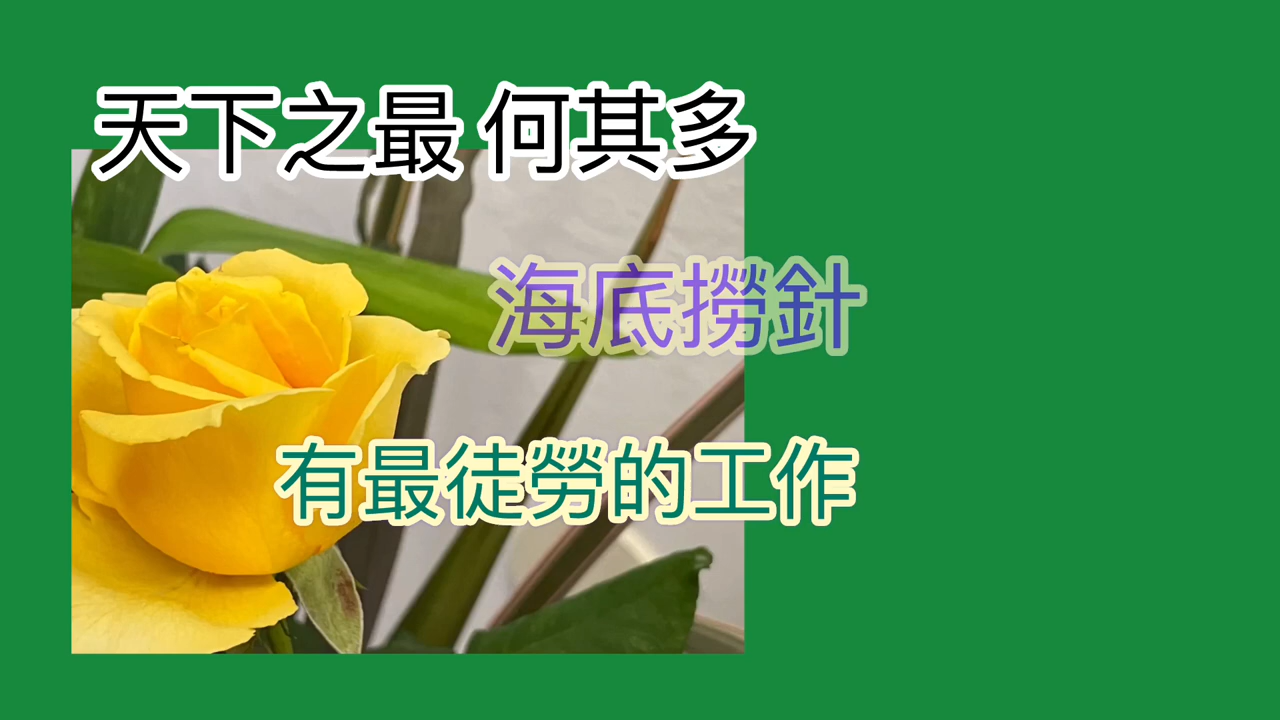 天下之最 何其多
海底撈針
有最徒勞的工作